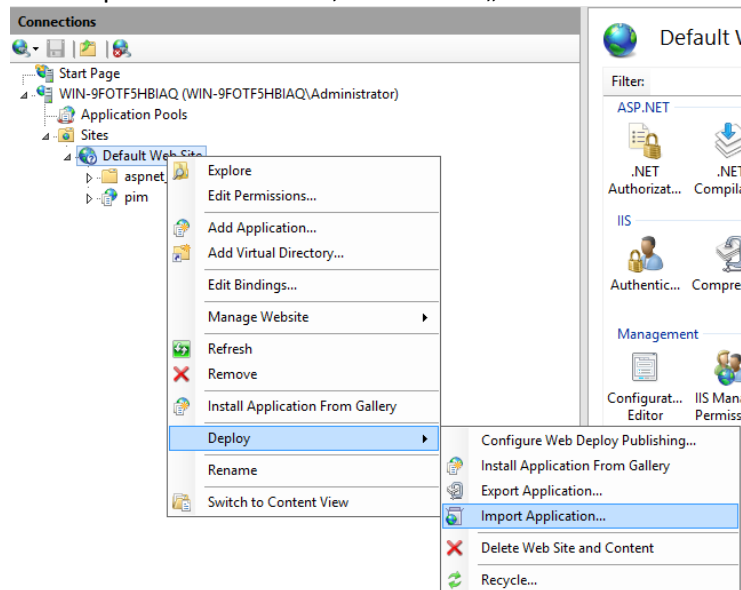 Connections
Start Page
WIN-9FOTF5HBIAQ (WIN-9FOTF5HBIAQ\Administrator)
Application Pools
Sites
Default Web Site
aspnet_
pim
Explore
Edit Permissions...
Add Application...
Add Virtual Directory...
Edit Bindings...
Manage Website
Refresh
Remove
Install Application From Gallery
Deploy
Rename
Switch to Content View
Configure Web Deploy Publishing...
Install Application From Gallery
Export Application...
Import Application...
Delete Web Site and Content
Recycle...
Default W
Filter:
ASP.NET
.NET .NET
Authorizat... Compila
IIS
Authentic... Compre
Management
Configurat... IIS Mana
Editor Permiss